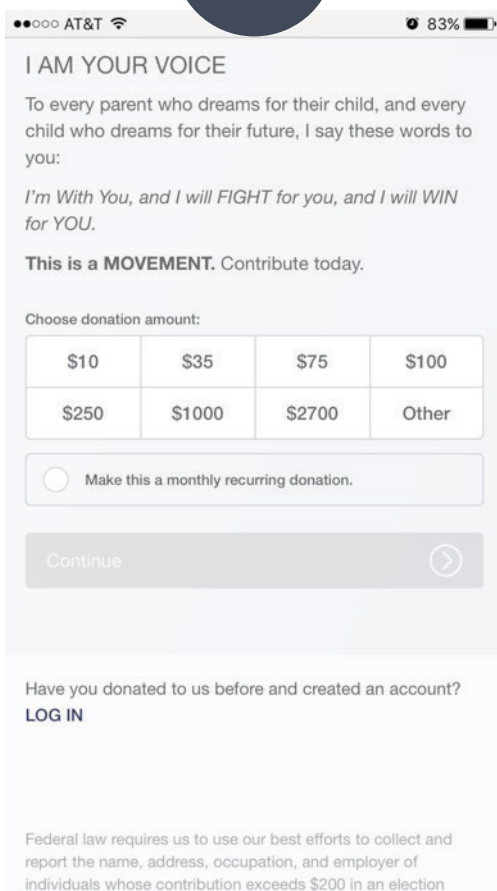 AT&T 83%
I AM YOUR VOICE
To every parent who dreams for their child, and every
child who dreams for their future, I say these words to
you:
I'm With You, and I will FIGHT for you, and I will WIN
for YOU.
This is a MOVEMENT. Contribute today.
Choose donation amount:
$10 $35 $75 $100
$250 $1000 $2700 Other
Make this a monthly recurring donation.
Continue
Have you donated to us before and created an account?
LOG IN
Federal law requires us to use our best efforts to collect and
report the name, address, occupation, and employer of
individuals whose contribution exceeds $200 in an election